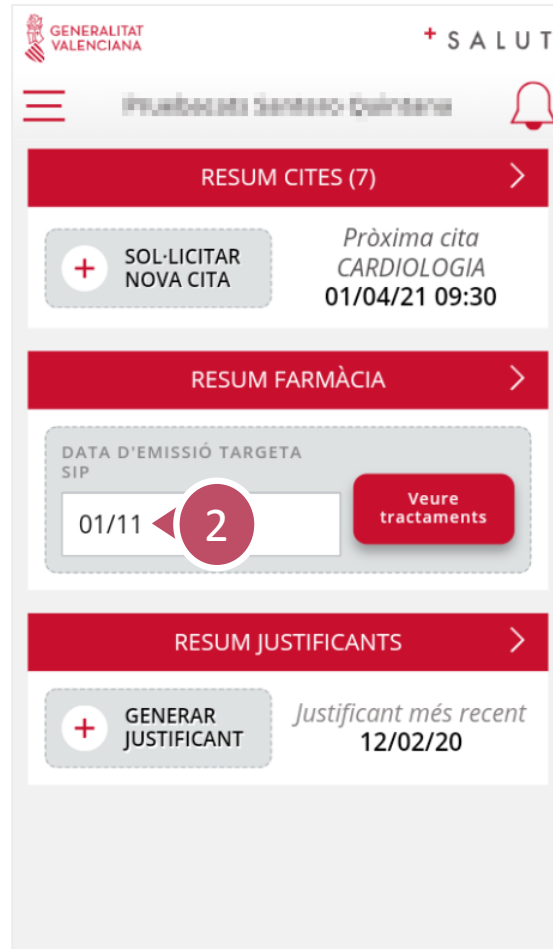 GENERALITAT
VALENCIANA
+ SALUT
RESUM CITES (7)
SOL·LICITAR
NOVA CITA
Pròxima cita
CARDIOLOGIA
01/04/21 09:30
RESUM FARMÀCIA
DATA D'EMISSIÓ TARGETA
SIP
01/11
2
Veure
tractaments
RESUM JUSTIFICANTS
GENERAR
JUSTIFICANT
Justificant més recent
12/02/20